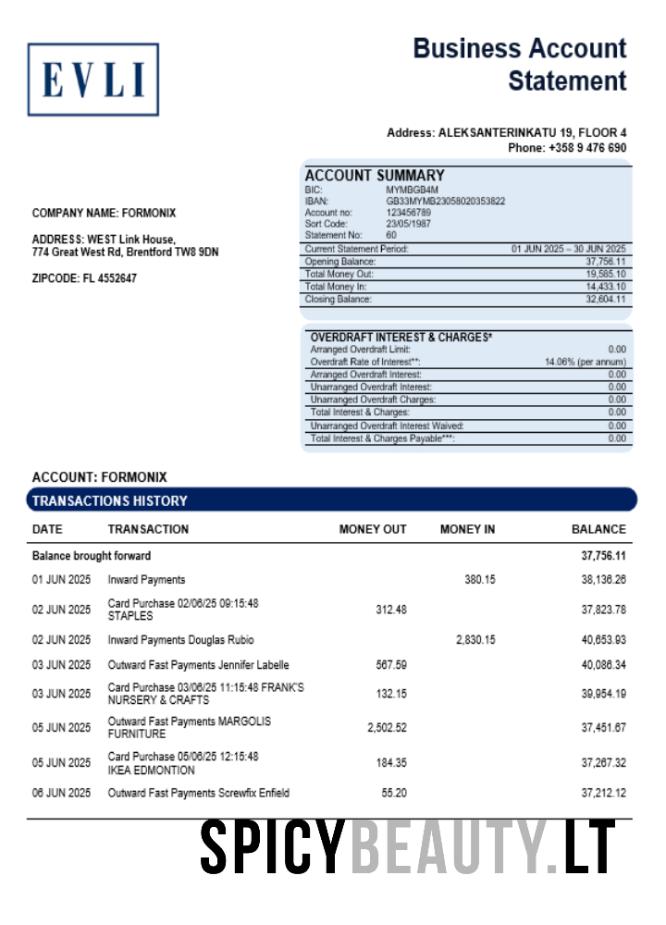 EVLI
Business Account
Statement
Address: ALEKSANTERINKATU 19, FLOOR 4
Phone: +358 9 476 690
COMPANY NAME: FORMONIX
ADDRESS: WEST Link House,
774 Great West Rd, Brentford TW8 9DN
ZIPCODE: FL 4552647
ACCOUNT SUMMARY
BIC: MYMBGB4M
IBAN: GB33MYMB23058020353822
Account no: 123456789
Sort Code: 23/05/1987
Statement No: 60
Current Statement Period: 01 JUN 2025 – 30 JUN 2025
Opening Balance: 37,756.11
Total Money Out: 19,585.10
Total Money In: 14,433.10
Closing Balance: 32,604.11
OVERDRAFT INTEREST & CHARGES*
Arranged Overdraft Limit: 0.00
Overdraft Rate of Interest**: 14.06% (per annum)
Arranged Overdraft Interest: 0.00
Unarranged Overdraft Interest: 0.00
Unarranged Overdraft Charges: 0.00
Total Interest & Charges: 0.00
Unarranged Overdraft Interest Waived: 0.00
Total Interest & Charges Payable***: 0.00
ACCOUNT: FORMONIX
TRANSACTIONS HISTORY
DATE TRANSACTION MONEY OUT MONEY IN BALANCE
Balance brought forward 37,756.11
01 JUN 2025 Inward Payments 380.15 38,136.26
02 JUN 2025 Card Purchase 02/06/25 09:15:48
STAPLES 312.48 37,823.78
02 JUN 2025 Inward Payments Douglas Rubio 2,830.15 40,653.93
03 JUN 2025 Outward Fast Payments Jennifer Labelle 567.59 40,086.34
03 JUN 2025 Card Purchase 03/06/25 11:15:48 FRANK'S
NURSERY & CRAFTS 132.15 39,954.19
05 JUN 2025 Outward Fast Payments MARGOLIS
FURNITURE 2,502.52 37,451.67
05 JUN 2025 Card Purchase 05/06/25 12:15:48
IKEA EDMONTION 184.35 37,267.32
06 JUN 2025 Outward Fast Payments Screwfix Enfield 55.20 37,212.12
SPICYBEAUTY.LT